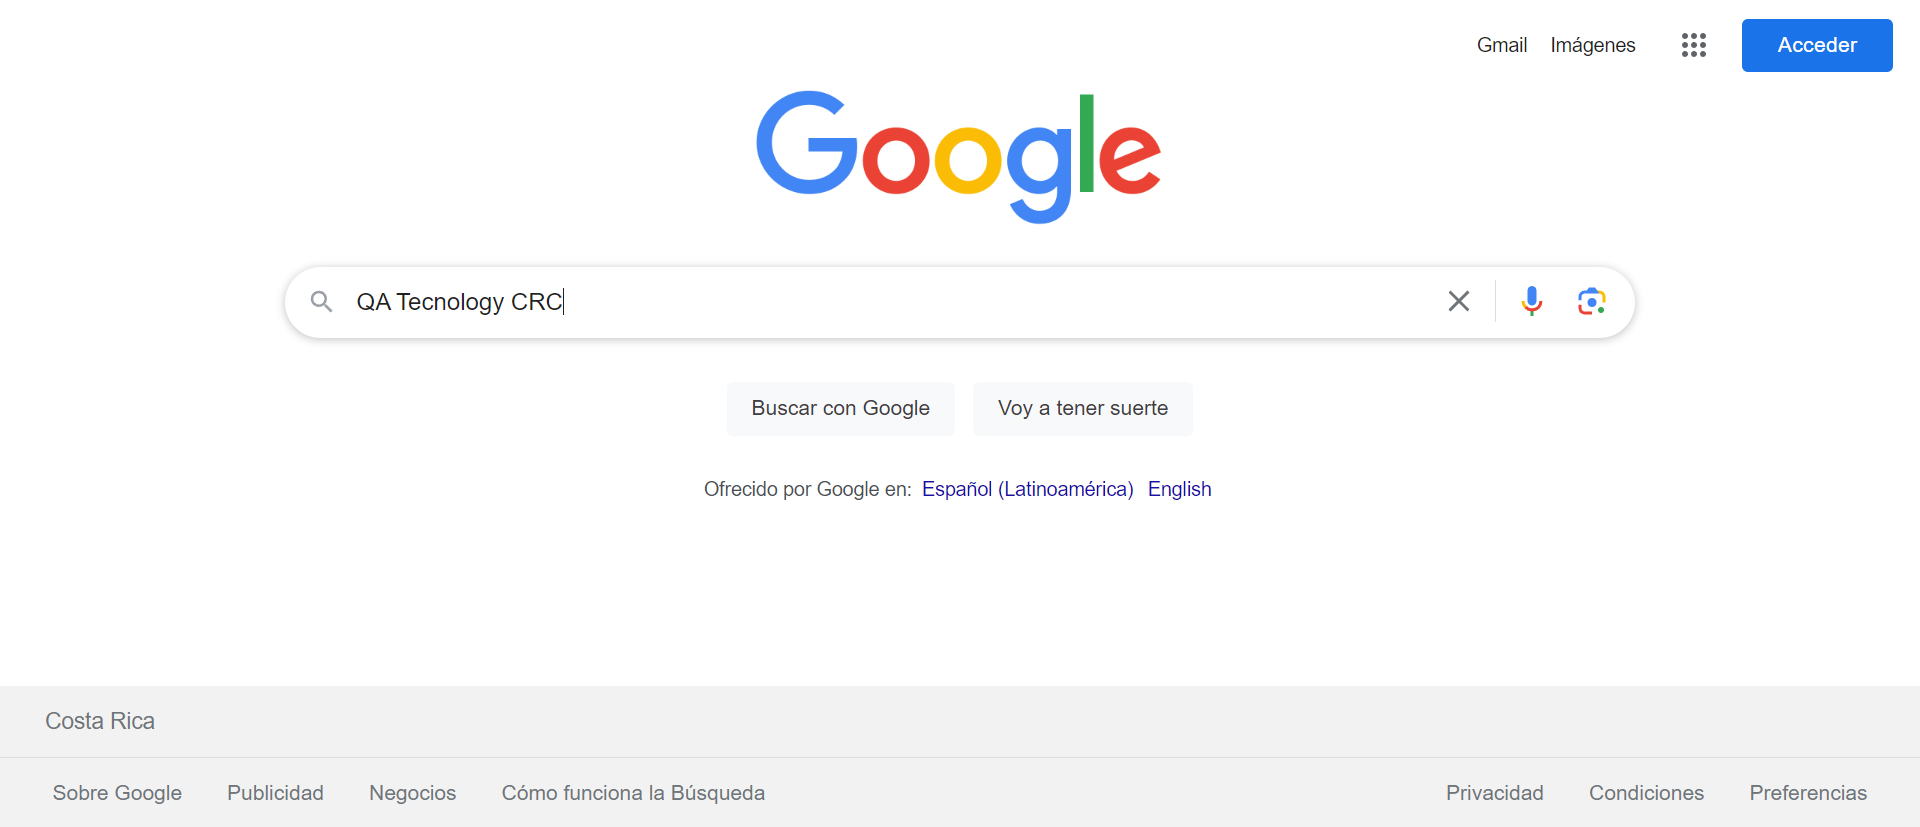 Gmail Imágenes Acceder
Google
QA Tecnology CRC
Buscar con Google Voy a tener suerte
Ofrecido por Google en: Español (Latinoamérica) English
Costa Rica
Sobre Google Publicidad Negocios Cómo funciona la Búsqueda Privacidad Condiciones Preferencias